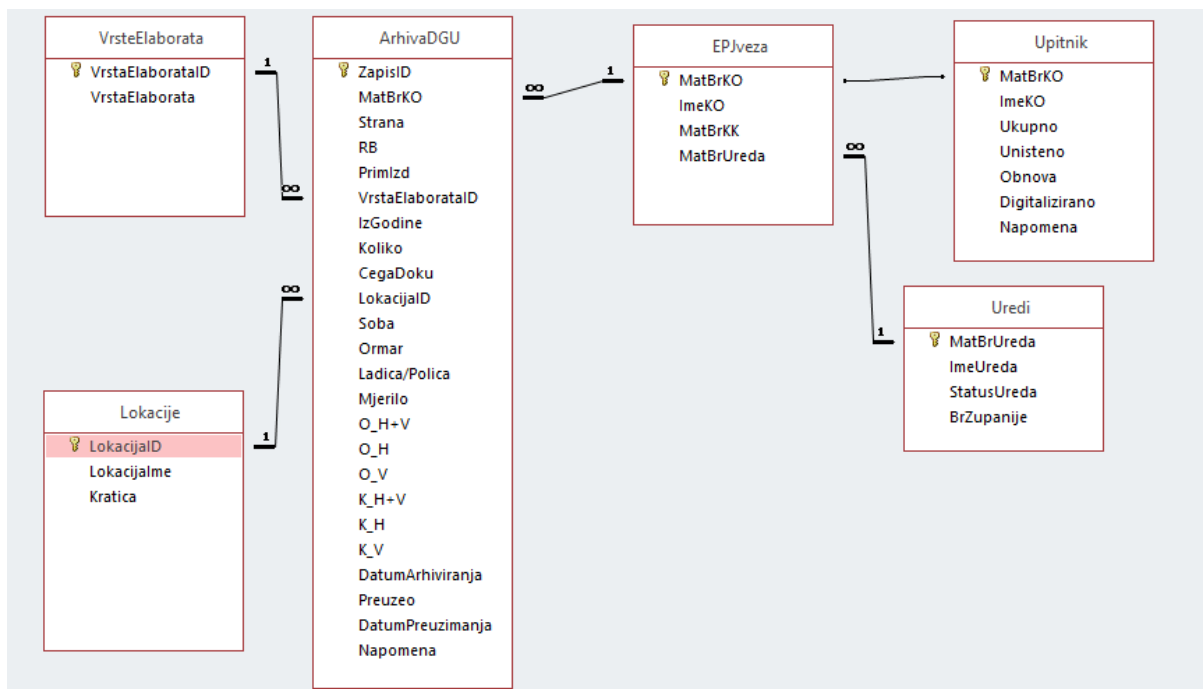 VrsteElaborata
VrstaElaborataID
VrstaElaborata
1
∞
ArhivaDGU
ZapisID
MatBrKO
Strana
RB
PrimIzd
VrstaElaborataID
IzGodine
Koliko
CegaDoku
LokacijaID
Soba
Ormar
Ladica/Polica
Mjerilo
O_H+V
O_H
O_V
K_H+V
K_H
K_V
DatumArhiviranja
Preuzeo
DatumPreuzimanja
Napomena
∞
1
EPJveza
MatBrKO
ImeKO
MatBrKK
MatBrUreda
∞
1
Upitnik
MatBrKO
ImeKO
Ukupno
Unisteno
Obnova
Digitalizirano
Napomena
Uredi
MatBrUreda
ImeUreda
StatusUreda
BrZupanije
Lokacije
LokacijaID
LokacijaIme
Kratica
1
∞